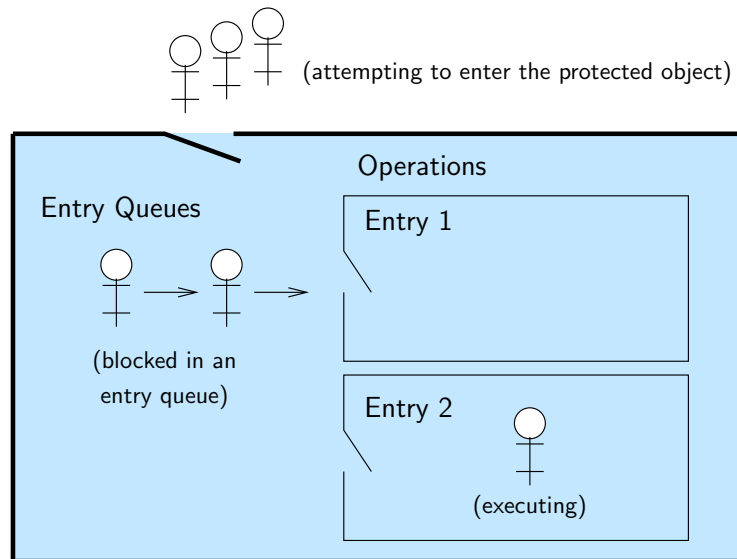 (attempting to enter the protected object)
Operations
Entry Queues
Entry 1
(blocked in an
entry queue)
Entry 2
(executing)